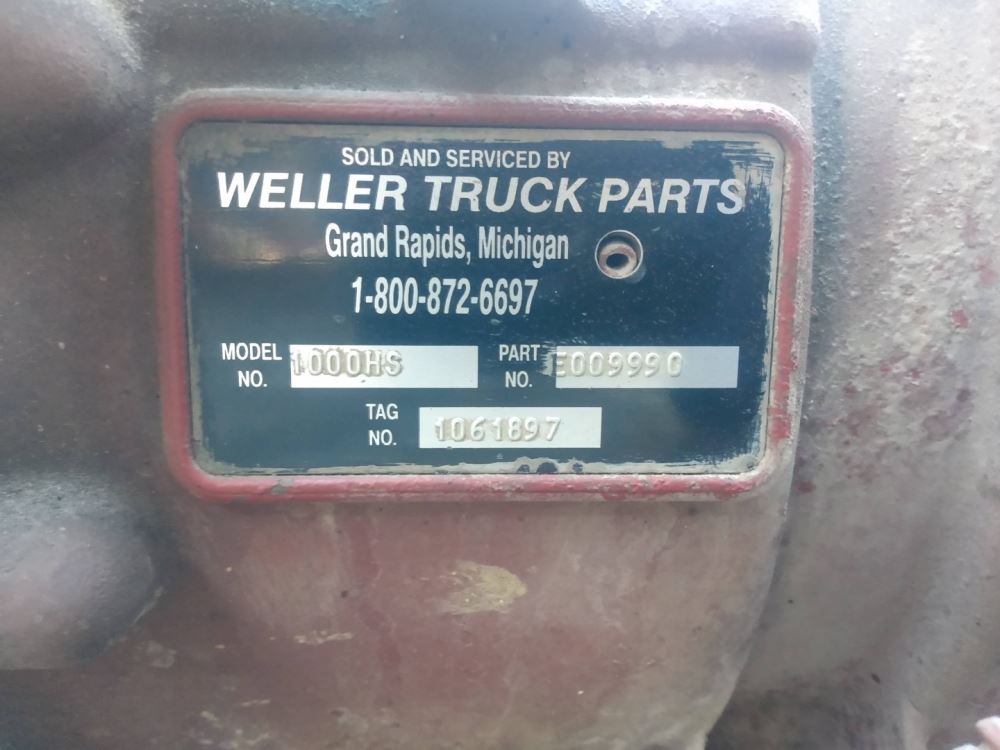 SOLD AND SERVICED BY
WELLER TRUCK PARTS
Grand Rapids, Michigan
1-800-872-6697
MODEL NO. 1000HS PART NO. E009990
TAG NO. 1061897